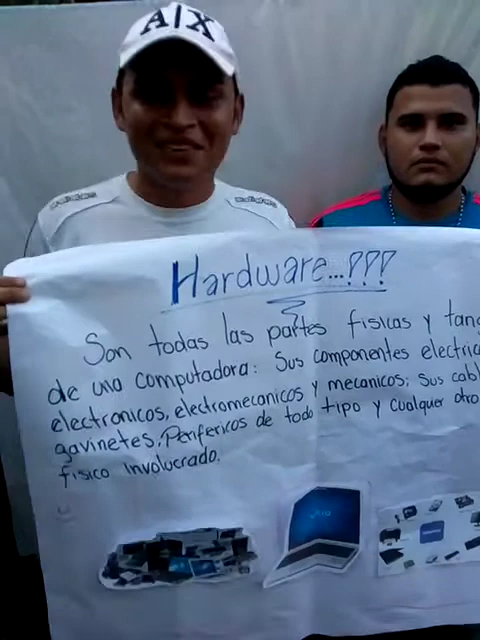 A|X
Hardware...???
Son todas las partes fisicas y tang
de una computadora: Sus componentes electric
electronicos, electromecanicos y mecanicos; Sus cabl
gavinetes, Perifericos de todo tipo y cualquer otro
fisico involucrado.